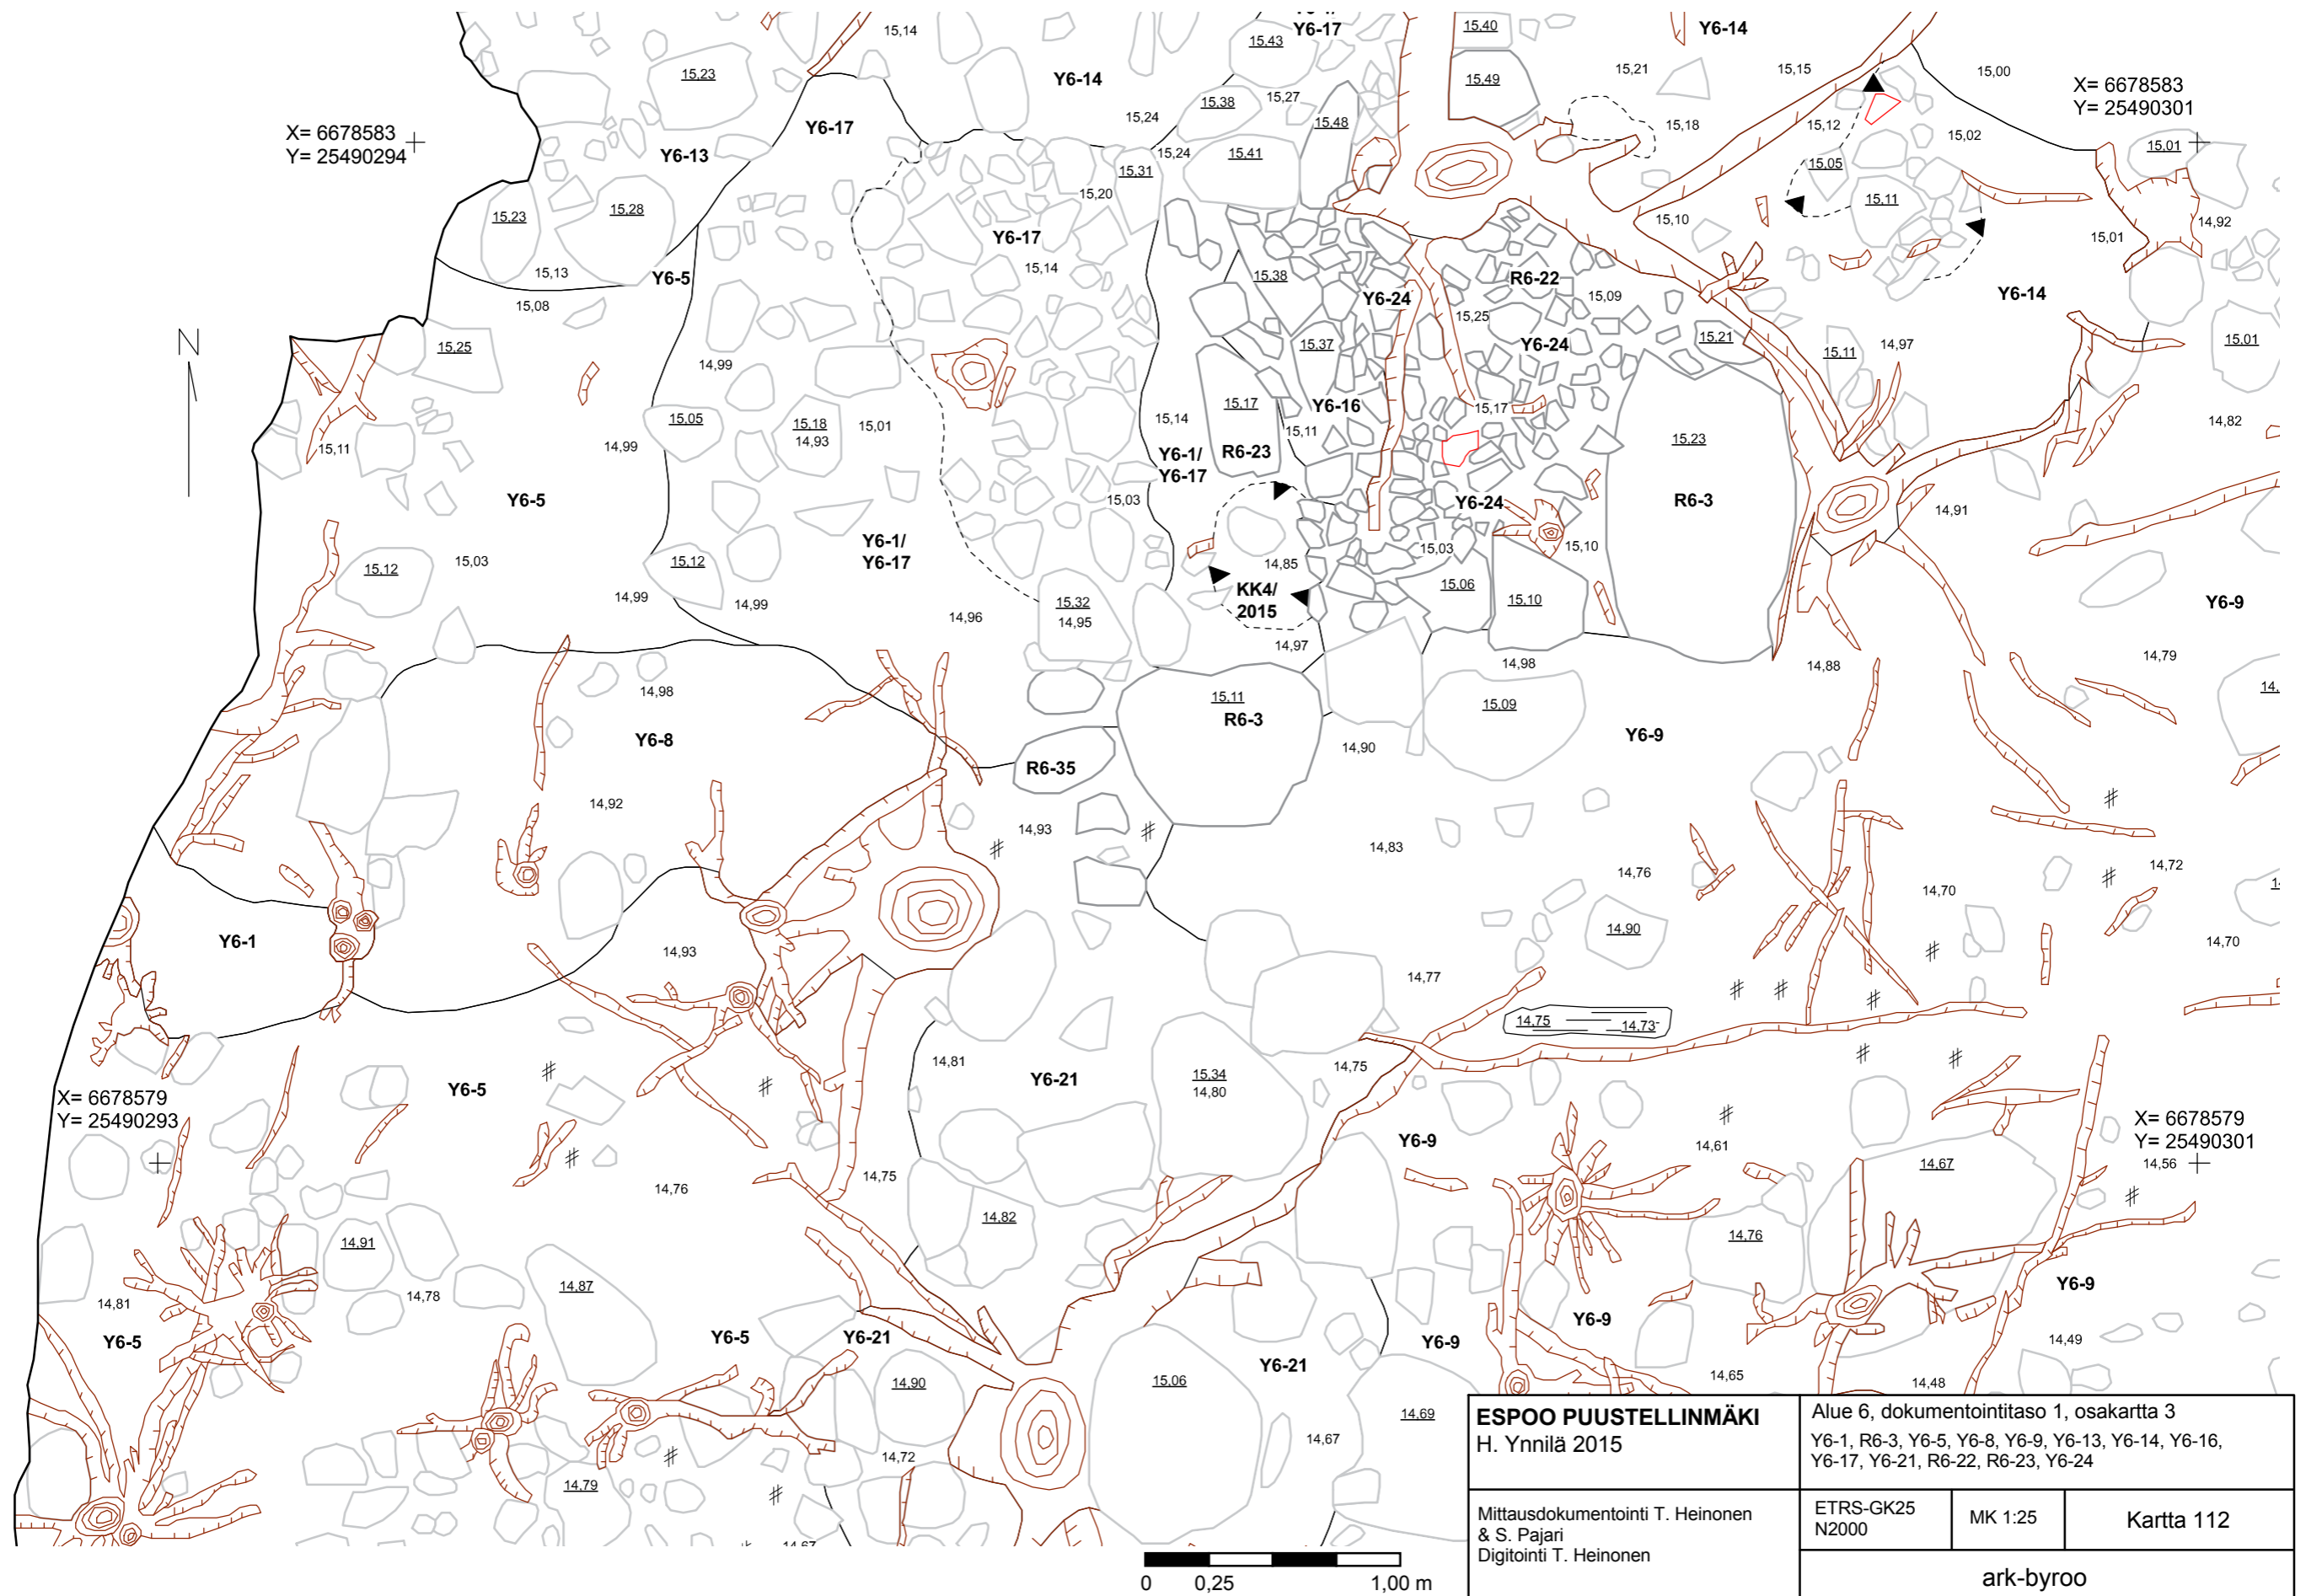 15,14
15,43
Y6-17
15,40
Y6-14
15,23
Y6-14
15,49
15,21
15,15
15,00
X= 6678583
Y= 25490301
15,38
15,27
15,24
15,48
15,18
15,12
15,02
15,01
X= 6678583
Y= 25490294
Y6-17
Y6-13
15,24
15,41
15,31
15,20
15,05
15,11
15,23
15,28
15,10
15,01
14,92
Y6-17
15,13
Y6-5
15,14
15,38
R6-22
15,09
Y6-14
15,08
Y6-24
15,25
N
15,25
14,99
15,37
Y6-24
15,21
15,11
14,97
15,01
15,05
15,18
14,93
15,01
15,14
15,17
Y6-16
15,17
15,11
15,23
14,82
15,11
14,99
Y6-1/
Y6-17
R6-23
Y6-5
15,03
Y6-24
R6-3
14,91
15,03
15,12
15,12
Y6-1/
Y6-17
14,85
15,03
15,10
14,99
14,99
14,96
15,32
14,95
KK4/
2015
15,06
15,10
Y6-9
14,97
14,98
14,88
14,79
14,98
15,11
R6-3
15,09
14,
Y6-8
14,90
Y6-9
R6-35
14,92
14,93
14,83
14,76
14,70
14,72
Y6-1
14,93
14,90
14,70
14,77
14,75
14,73
14,81
Y6-21
15,34
14,80
14,75
X= 6678579
Y= 25490293
Y6-5
Y6-9
14,61
X= 6678579
Y= 25490301
14,56
14,67
14,76
14,75
14,82
14,76
14,91
14,87
14,78
14,81
Y6-5
Y6-5
Y6-21
Y6-21
Y6-9
Y6-9
Y6-9
14,49
14,65
14,48
14,90
15,06
14,69
14,67
14,72
14,79
14,67
0 0,25 1,00 m
ESPOO PUUSTELLINMÄKI
H. Ynnilä 2015
Alue 6, dokumentointitaso 1, osakartta 3
Y6-1, R6-3, Y6-5, Y6-8, Y6-9, Y6-13, Y6-14, Y6-16,
Y6-17, Y6-21, R6-22, R6-23, Y6-24
Mittausdokumentointi T. Heinonen
& S. Pajari
Digitointi T. Heinonen
ETRS-GK25
N2000
MK 1:25
Kartta 112
ark-byroo